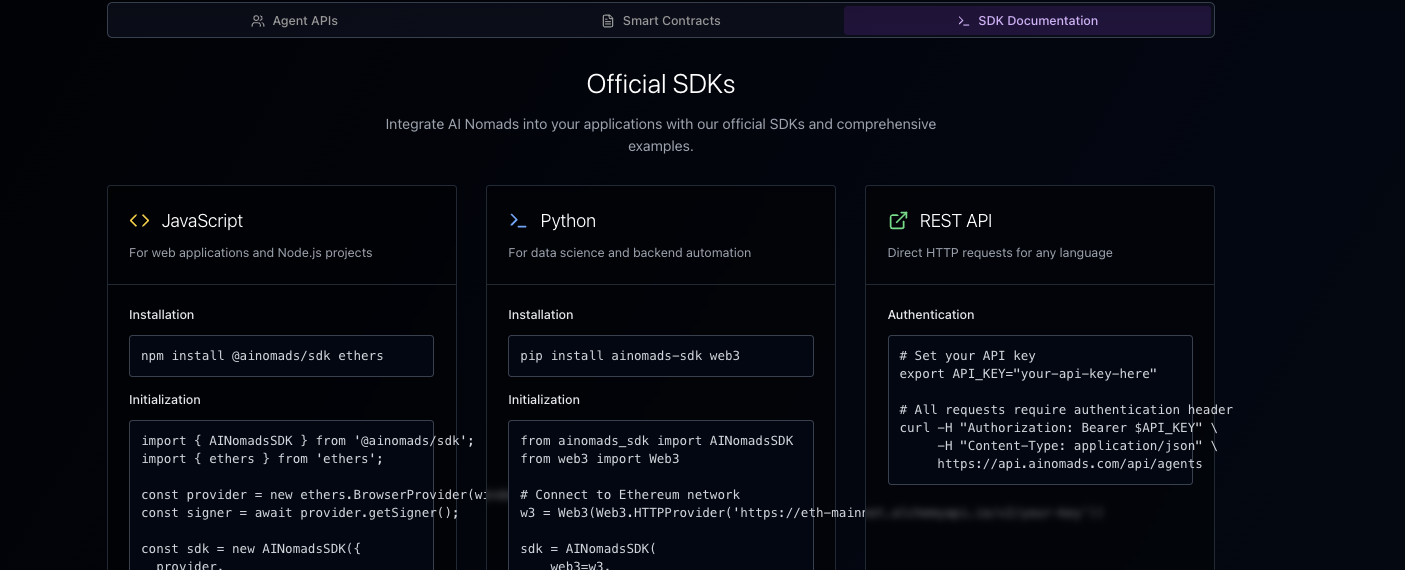 Agent APIs
Smart Contracts
SDK Documentation
Official SDKs
Integrate AI Nomads into your applications with our official SDKs and comprehensive
examples.
JavaScript
For web applications and Node.js projects
Installation
npm install @ainomads/sdk ethers
Initialization
import { AINomadsSDK } from '@ainomads/sdk';
import { ethers } from 'ethers';
const provider = new ethers.BrowserProvider(
const signer = await provider.getSigner();
const sdk = new AINomadsSDK({
provider,
Python
For data science and backend automation
Installation
pip install ainomads-sdk web3
Initialization
from ainomads_sdk import AINomadsSDK
from web3 import Web3
# Connect to Ethereum network
w3 = Web3(Web3.HTTPProvider('https://eth-mainnet.alchemyapi.io/v2/your-key'))
sdk = AINomadsSDK(
web3=w3,
REST API
Direct HTTP requests for any language
Authentication
# Set your API key
export API_KEY="your-api-key-here"
# All requests require authentication header
curl -H "Authorization: Bearer $API_KEY" \
-H "Content-Type: application/json" \
https://api.ainomads.com/api/agents